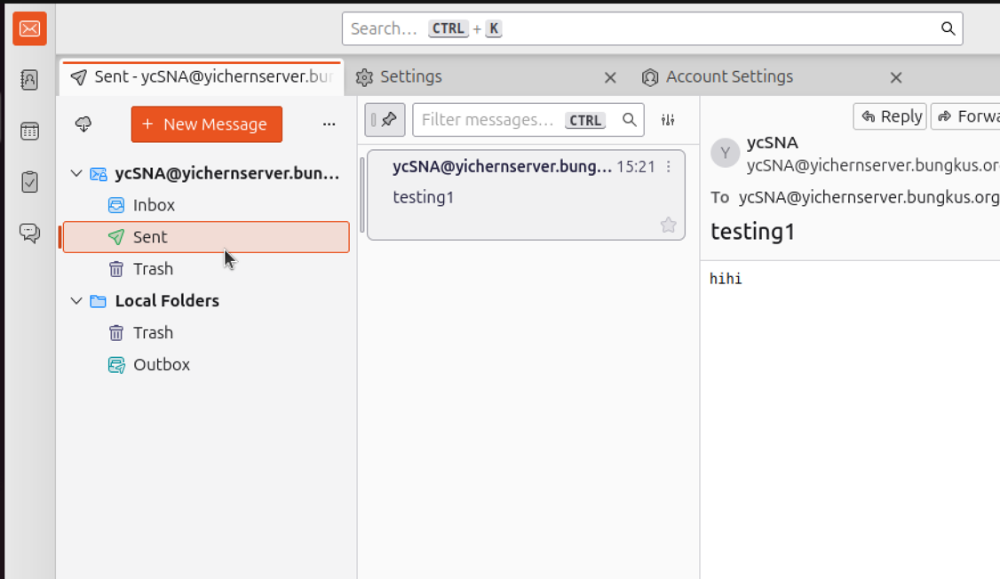 Search... CTRL + K
Sent - ycSNA@yichernserver.bun
Settings
Account Settings
+ New Message
Filter messages... CTRL
Reply
Forwa
ycSNA@yichernserver.bun...
Inbox
Sent
Trash
Local Folders
Trash
Outbox
ycSNA@yichernserver.bung... 15:21
testing1
Y
ycSNA
ycSNA@yichernserver.bungkus.or
To ycSNA@yichernserver.bungkus.org
testing1
hihi